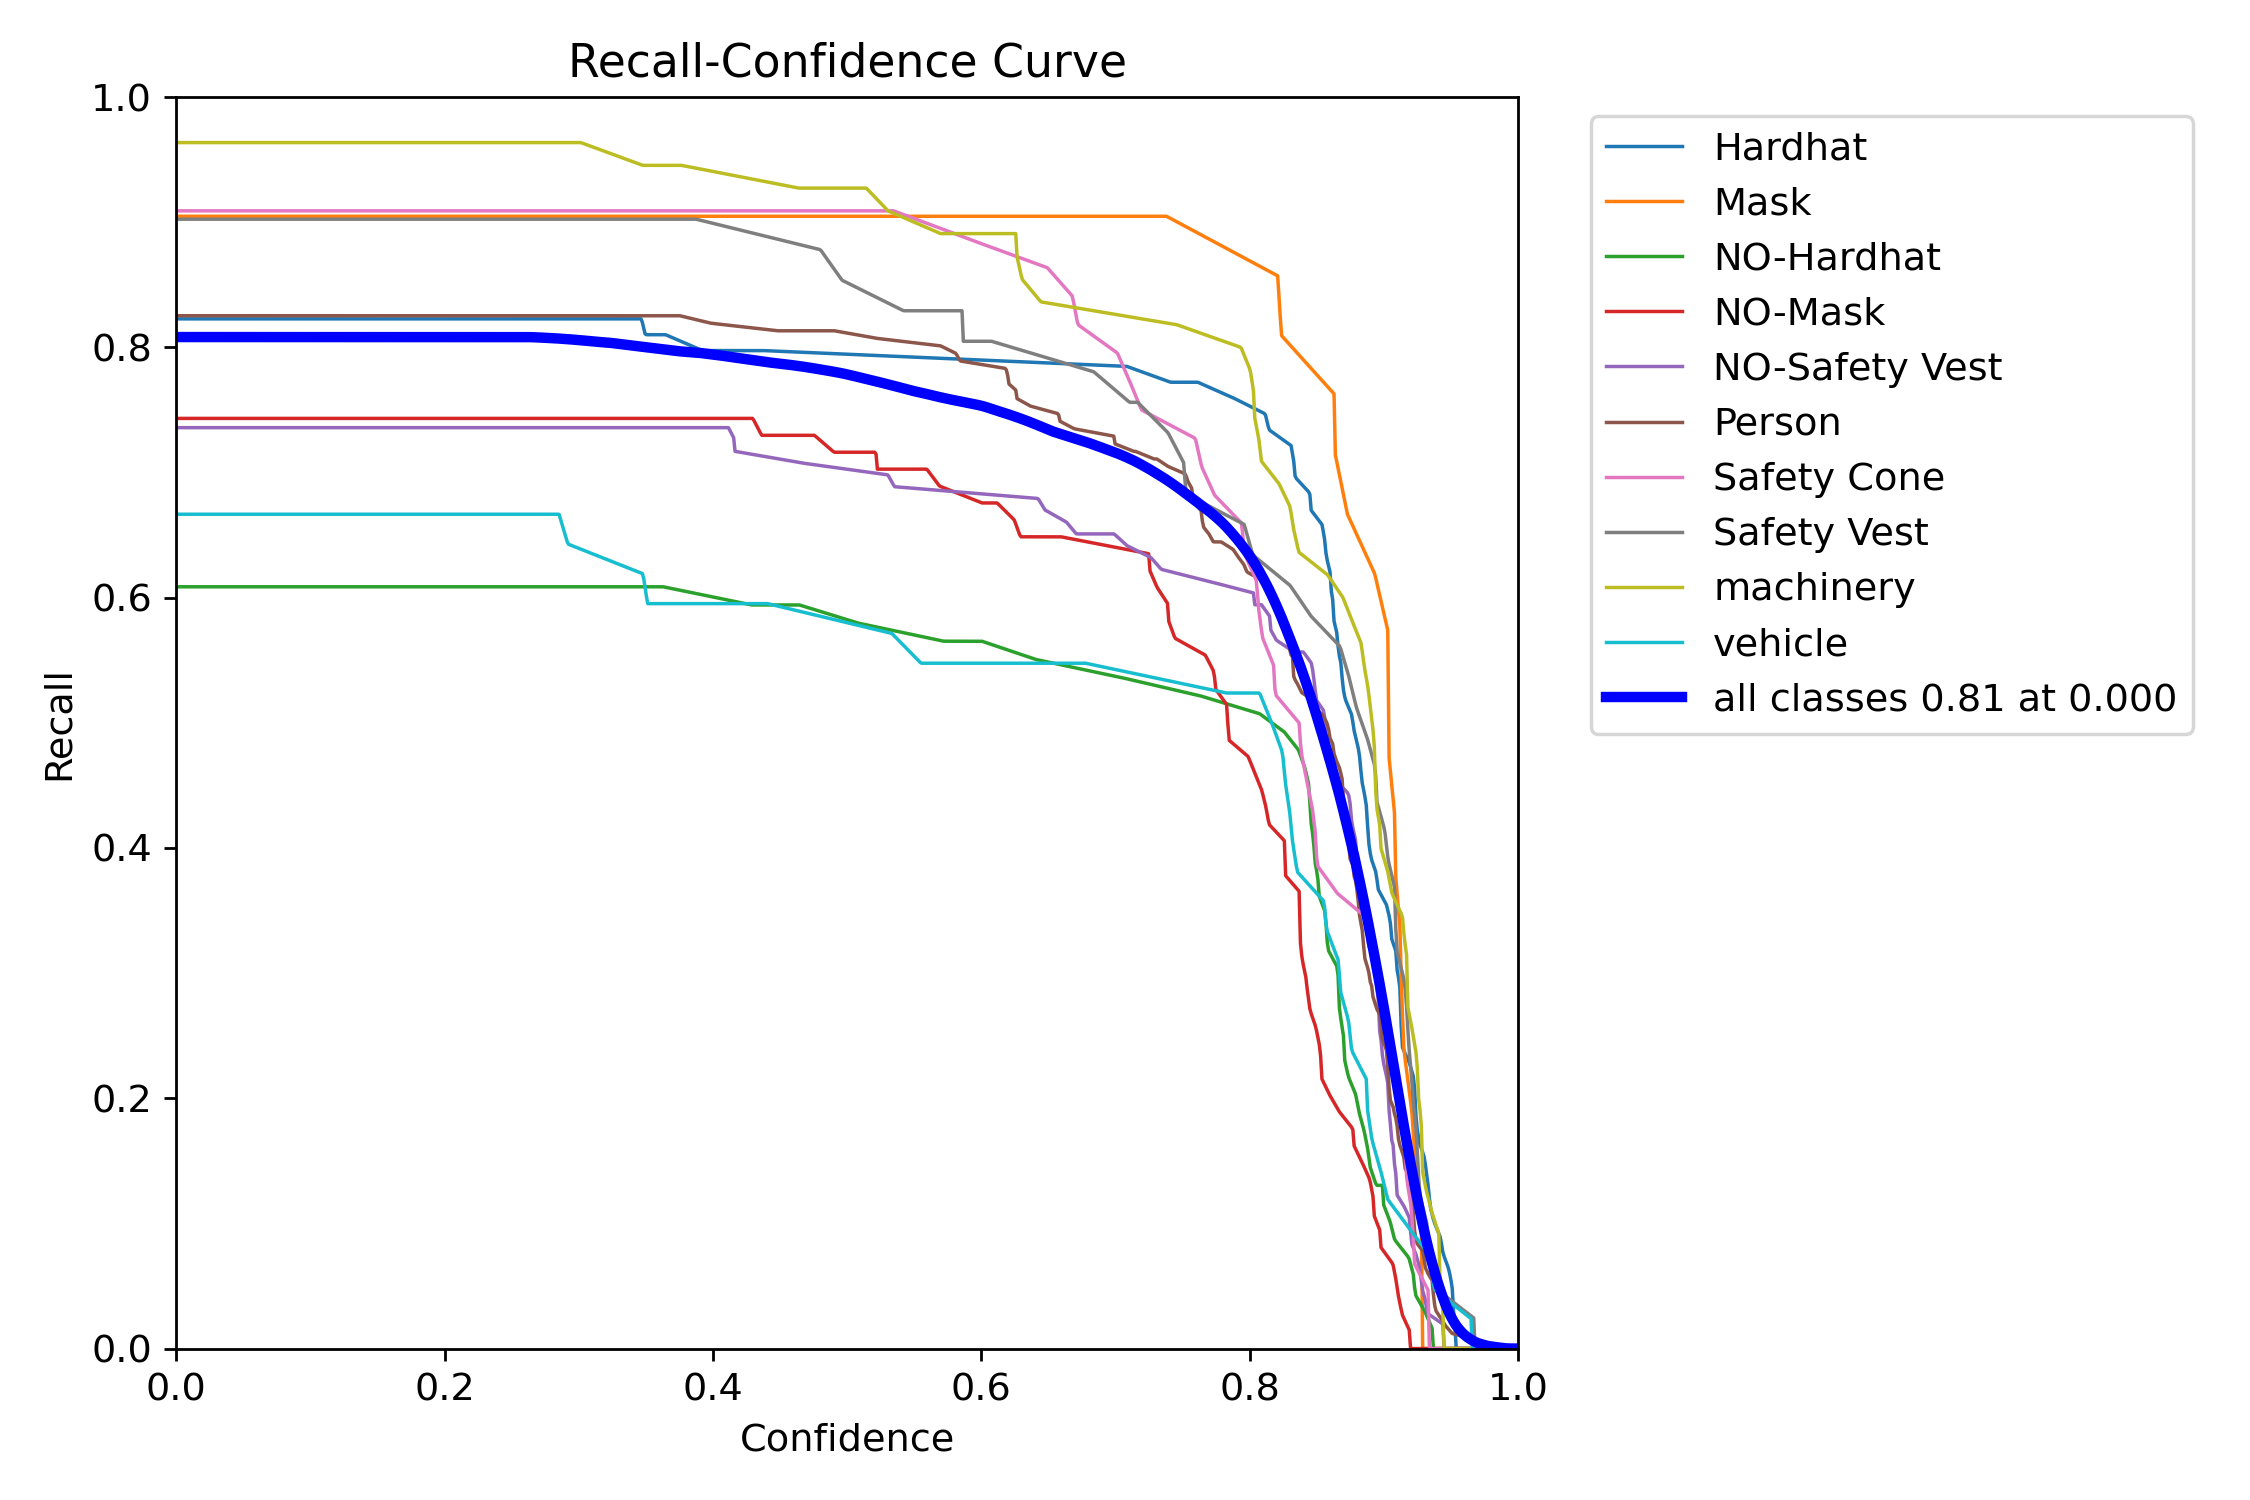 Recall-Confidence Curve
1.0
0.8
0.6
0.4
0.2
0.0
Recall
0.0 0.2 0.4 0.6 0.8 1.0
Confidence
Hardhat
Mask
NO-Hardhat
NO-Mask
NO-Safety Vest
Person
Safety Cone
Safety Vest
machinery
vehicle
all classes 0.81 at 0.000